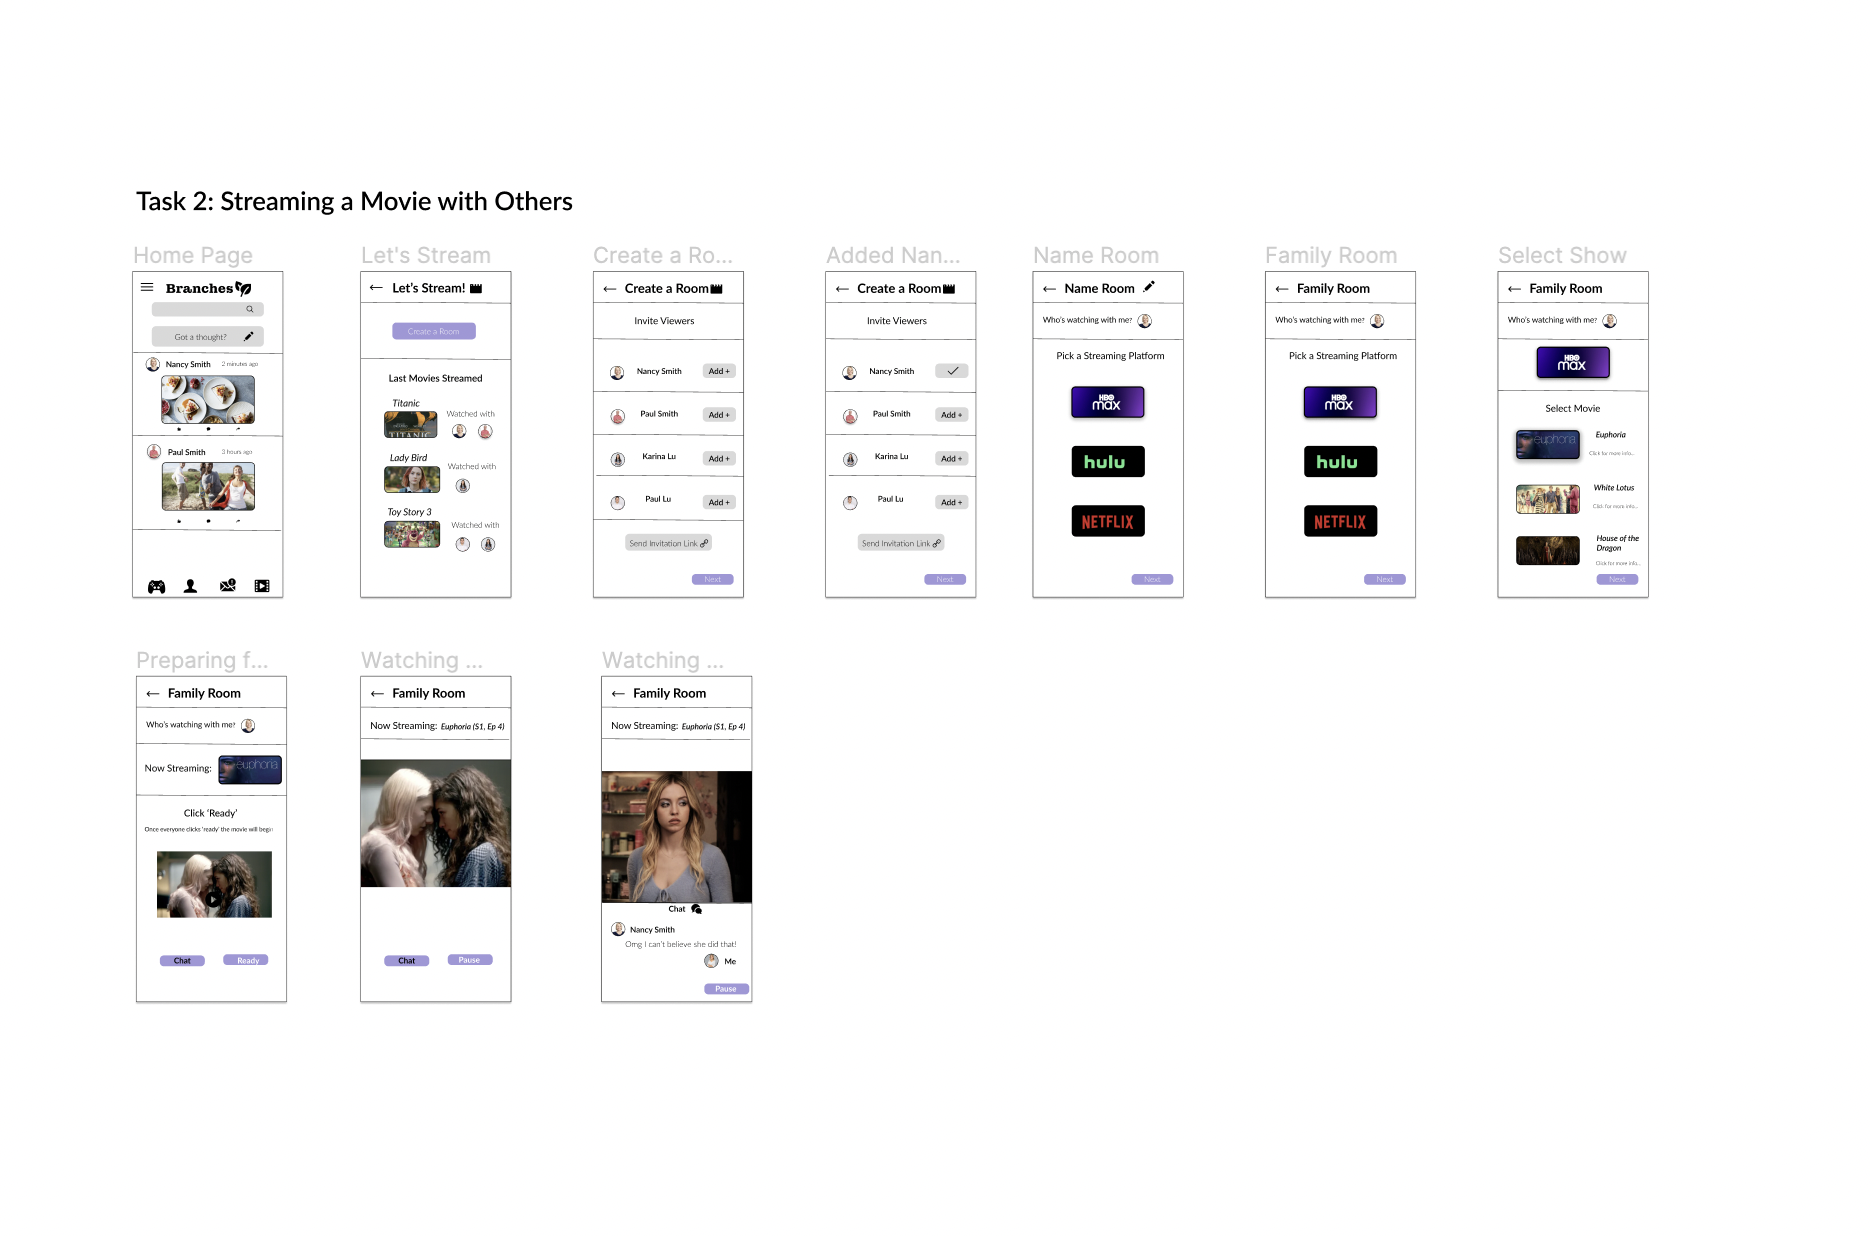 Task 2: Streaming a Movie with Others
Home Page
Branches
Got a thought?
Nancy Smith 2 minutes ago
Paul Smith 3 hours ago
Let's Stream
Let's Stream!
Create a Room
Last Movies Streamed
Titanic
TITANIC
Watched with
Lady Bird
Watched with
Toy Story 3
Watched with
Create a Ro...
Create a Room
Invite Viewers
Nancy Smith Add +
Paul Smith Add +
Karina Lu Add +
Paul Lu Add +
Send Invitation Link
Next
Added Nan...
Create a Room
Invite Viewers
Nancy Smith
Paul Smith Add +
Karina Lu Add +
Paul Lu Add +
Send Invitation Link
Next
Name Room
Name Room
Who's watching with me?
Pick a Streaming Platform
HBO
max
hulu
NETFLIX
Next
Family Room
Family Room
Who's watching with me?
Pick a Streaming Platform
HBO
max
hulu
NETFLIX
Next
Select Show
Family Room
Who's watching with me?
HBO
max
Select Movie
euphoria
Euphoria
Click for more info...
White Lotus
Click for more info...
House of the
Dragon
Click for more info...
Next
Preparing f...
Family Room
Who's watching with me?
Now Streaming: euphoria
Click 'Ready'
Once everyone clicks 'ready' the movie will begin
Chat Ready
Watching ...
Family Room
Now Streaming: Euphoria (S1, Ep 4)
Chat Pause
Watching ...
Family Room
Now Streaming: Euphoria (S1, Ep 4)
Chat
Nancy Smith
Omg I can't believe she did that!
Me
Pause